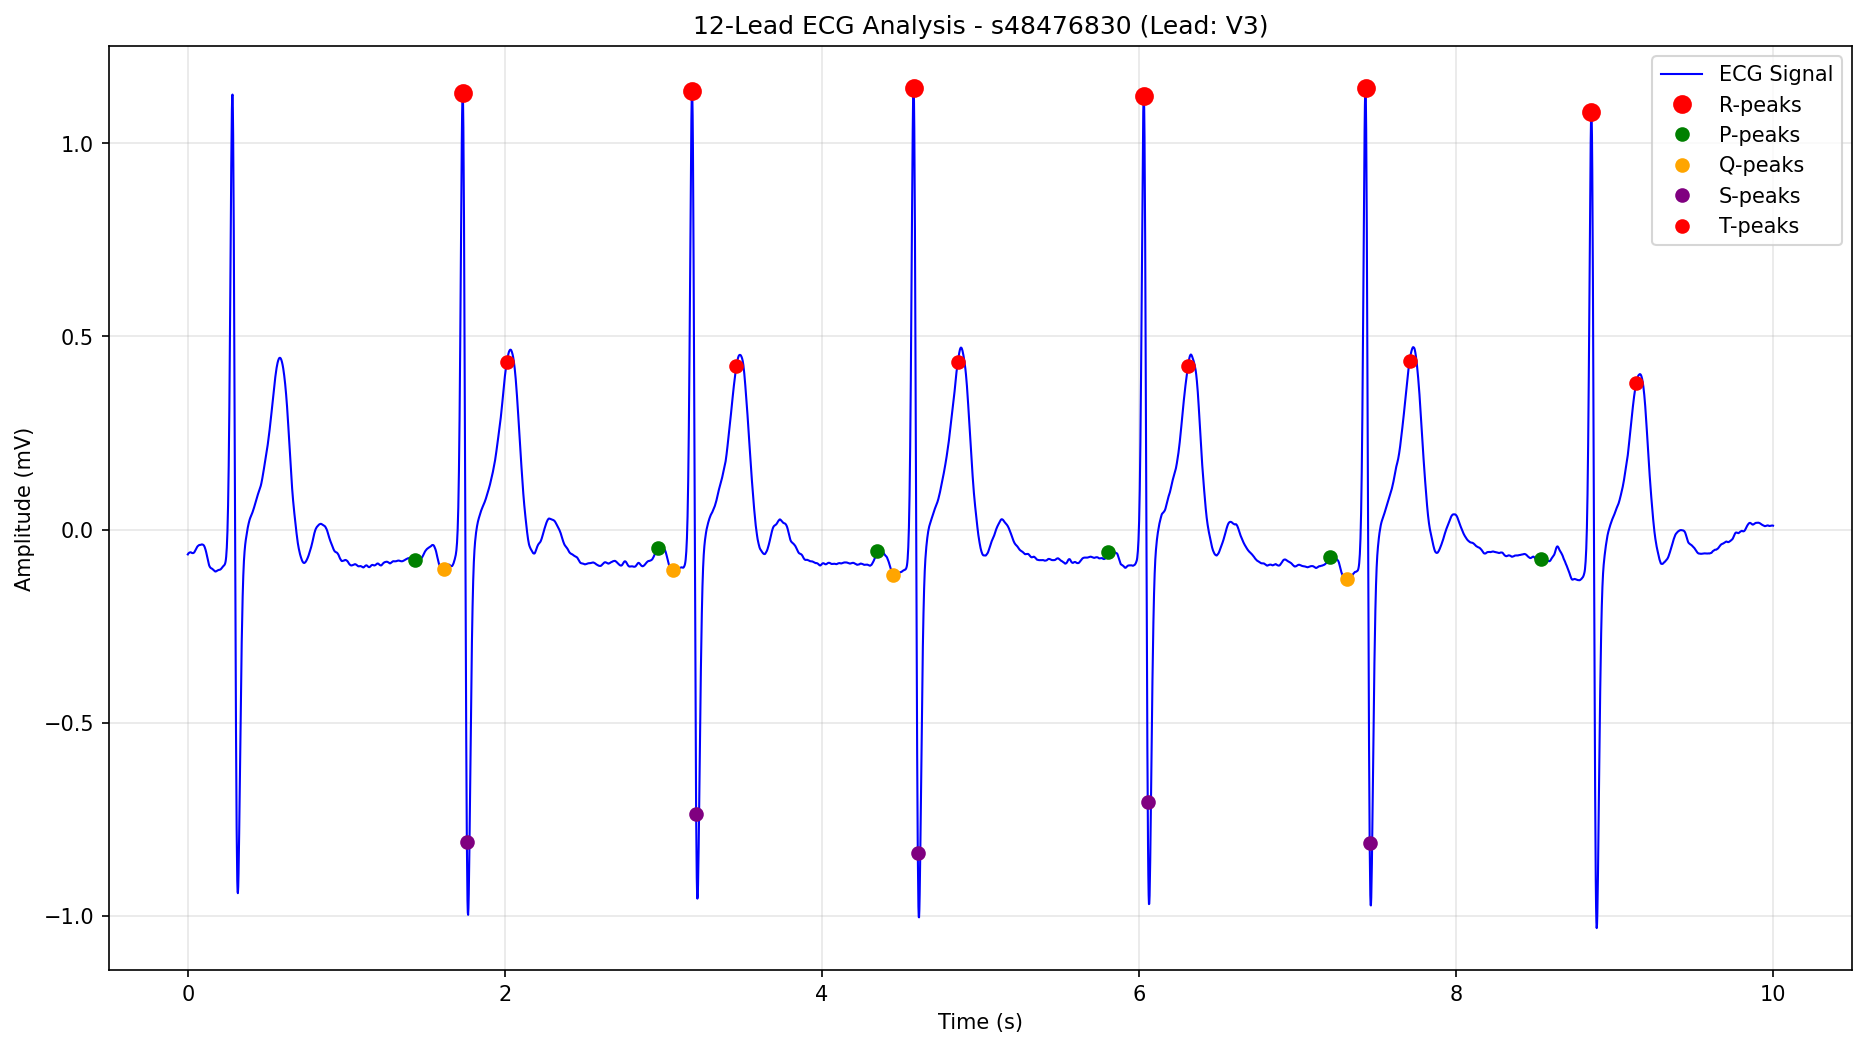 12-Lead ECG Analysis - s48476830 (Lead: V3)
ECG Signal
R-peaks
P-peaks
Q-peaks
S-peaks
T-peaks
Amplitude (mV)
1.0
0.5
0.0
−0.5
−1.0
0 2 4 6 8 10
Time (s)